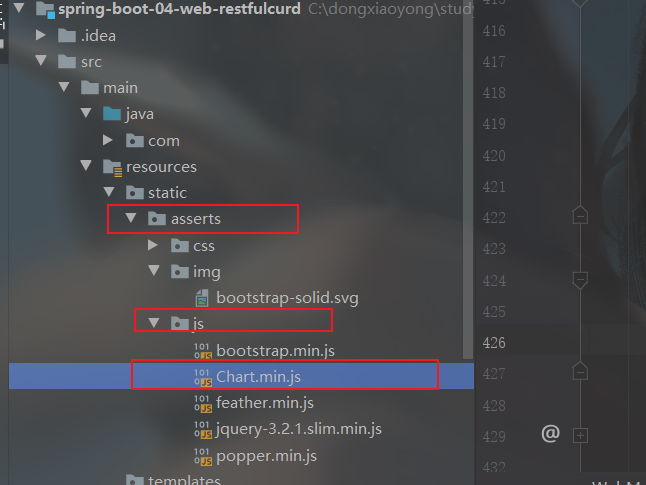 spring-boot-04-web-restfulcurd C:\dongxiaoyong\study
.idea
src
main
java
com
resources
static
asserts
css
img
bootstrap-solid.svg
js
bootstrap.min.js
Chart.min.js
feather.min.js
jquery-3.2.1.slim.min.js
popper.min.js
templates
416
417
418
419
420
421
422
423
424
425
426
427
428
429 @